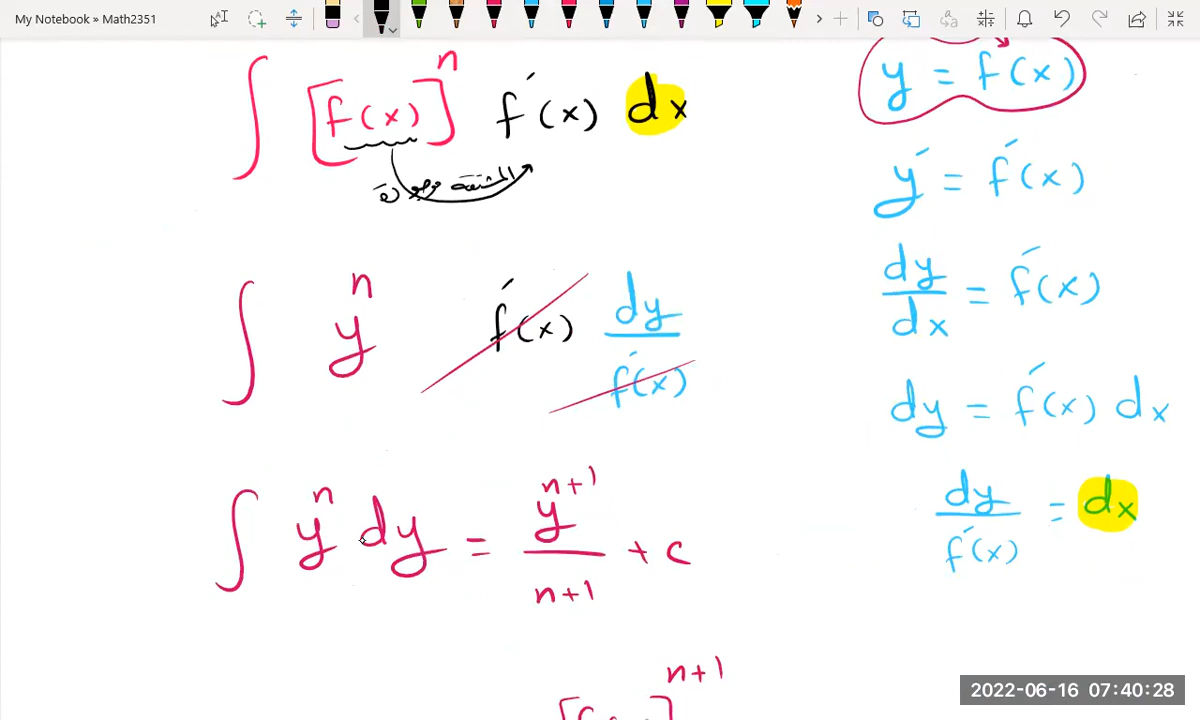 My Notebook » Math2351
∫ [f(x)]ⁿ f́(x) dx
المشتقة موجودة
∫ yⁿ f́(x) dy/f́(x)
∫ yⁿ dy = yⁿ⁺¹/n+1 + c
n+1
y = f(x)
ý = f́(x)
dy/dx = f́(x)
dy = f́(x) dx
dy/f́(x) = dx
2022-06-16 07:40:28